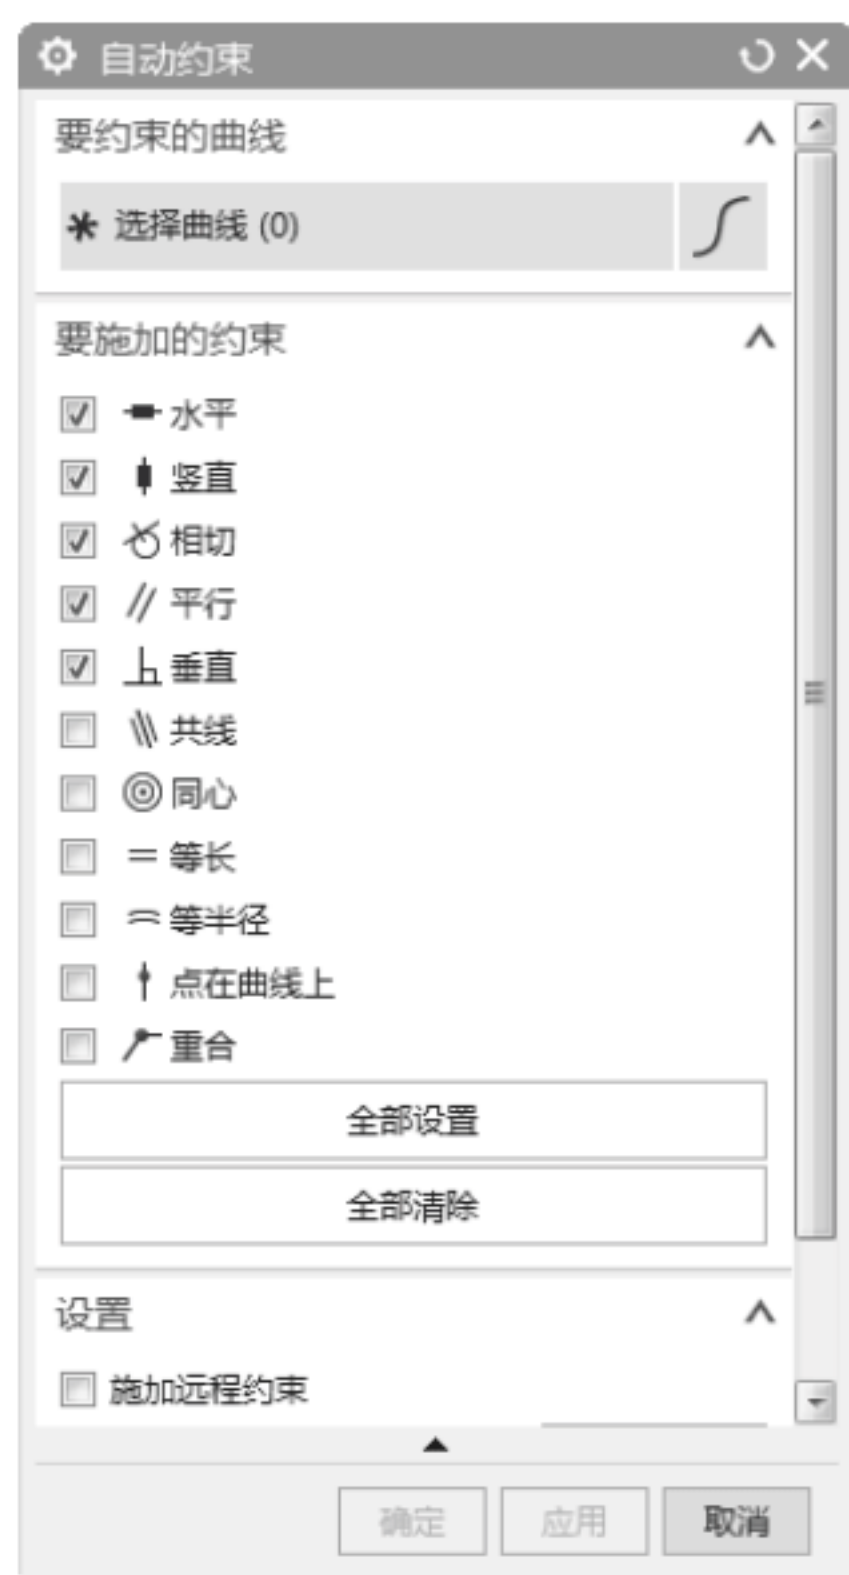 自动约束
要约束的曲线
选择曲线 (0)
要施加的约束
水平
竖直
相切
平行
垂直
共线
同心
等长
等半径
点在曲线上
重合
全部设置
全部清除
设置
施加远程约束
确定 应用 取消